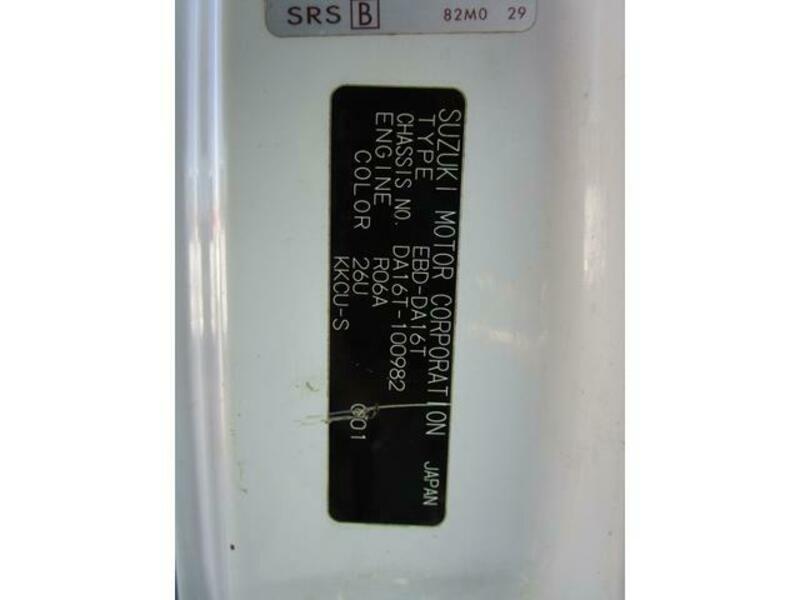 SRS B 82M0 29
SUZUKI MOTOR CORPORATION JAPAN
TYPE EBD-DA16T
CHASSIS NO. DA16T-100982
ENGINE R06A
COLOR 26U 001
KKCU-S